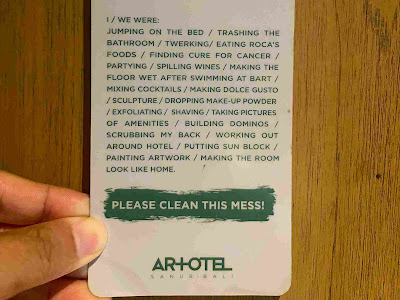 I / WE WERE:
JUMPING ON THE BED / TRASHING THE
BATHROOM / TWERKING/ EATING ROCA'S
FOODS / FINDING CURE FOR CANCER /
PARTYING / SPILLING WINES / MAKING THE
FLOOR WET AFTER SWIMMING AT BART /
MIXING COCKTAILS / MAKING DOLCE GUSTO
/ SCULPTURE / DROPPING MAKE-UP POWDER
/ EXFOLIATING / SHAVING / TAKING PICTURES
OF AMENITIES / BUILDING DOMINOS /
SCRUBBING MY BACK / WORKING OUT
AROUND HOTEL / PUTTING SUN BLOCK /
PAINTING ARTWORK / MAKING THE ROOM
LOOK LIKE HOME.
PLEASE CLEAN THIS MESS!
ARTOTEL
SANUR BALI